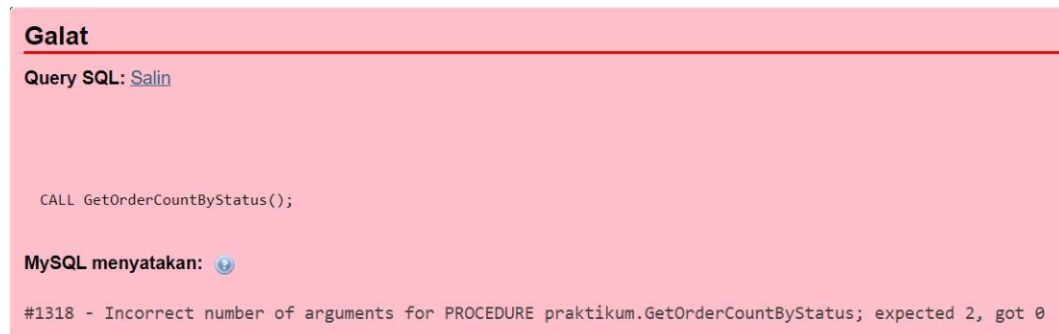 Galat
Query SQL: Salin
CALL GetOrderCountByStatus();
MySQL menyatakan:
#1318 - Incorrect number of arguments for PROCEDURE praktikum.GetOrderCountByStatus; expected 2, got 0